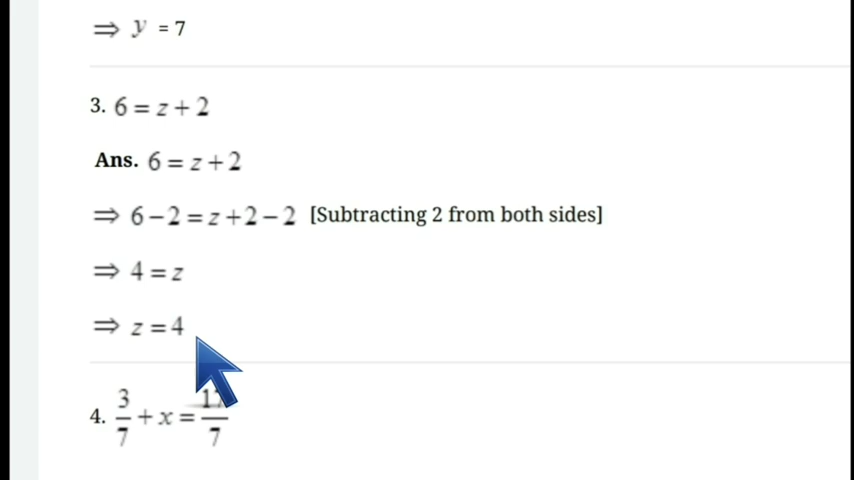 ⇒ y = 7
3. 6 = z + 2
Ans. 6 = z + 2
⇒ 6 − 2 = z + 2 − 2 [Subtracting 2 from both sides]
⇒ 4 = z
⇒ z = 4
4. 3/7 + x = 17/7